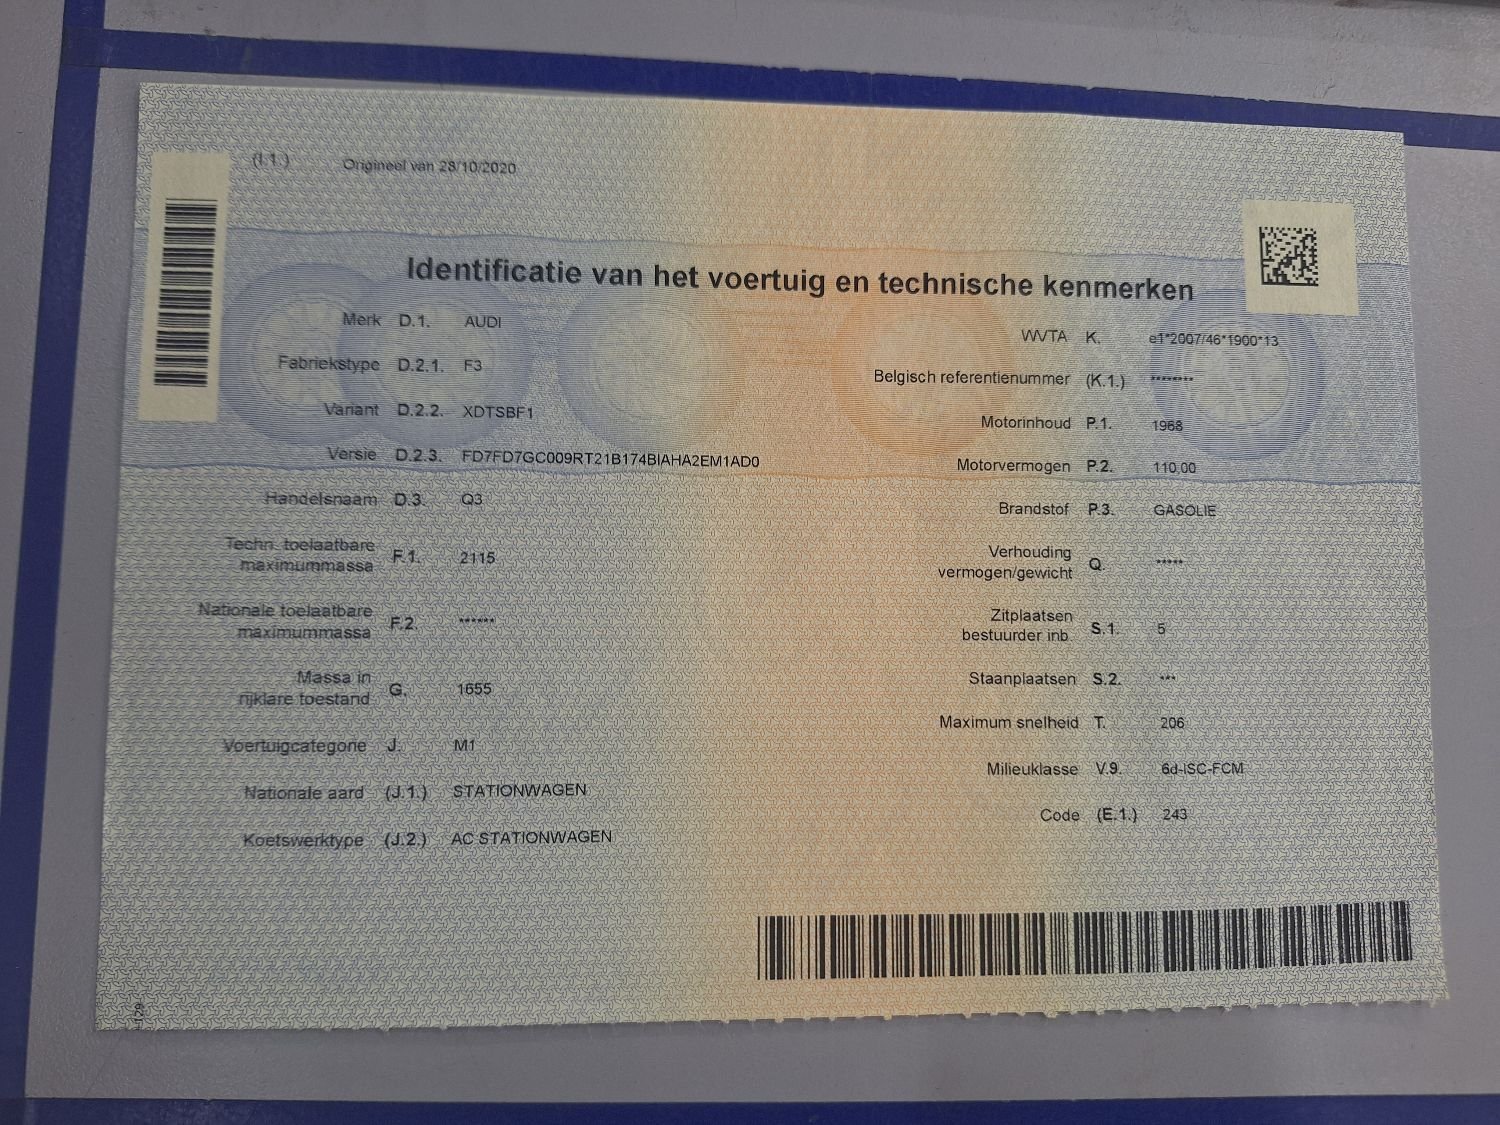 (I.1.) Origineel van 28/10/2020
Identificatie van het voertuig en technische kenmerken
Merk D.1. AUDI
Fabriekstype D.2.1. F3
Variant D.2.2. XDTSBF1
Versie D.2.3. FD7FD7GC009RT21B174BIAHA2EM1AD0
Handelsnaam D.3. Q3
Techn. toelaatbare
maximummassa F.1. 2115
Nationale toelaatbare
maximummassa F.2. ******
Massa in
rijklare toestand G. 1655
Voertuigcategorie J. M1
Nationale aard (J.1.) STATIONWAGEN
Koetswerktype (J.2.) AC STATIONWAGEN
WVTA K. e1*2007/46*1900*13
Belgisch referentienummer (K.1.) ********
Motorinhoud P.1. 1968
Motorvermogen P.2. 110,00
Brandstof P.3. GASOLIE
Verhouding
vermogen/gewicht Q. *****
Zitplaatsen
bestuurder inb. S.1. 5
Staanplaatsen S.2. ***
Maximum snelheid T. 206
Milieuklasse V.9. 6d-ISC-FCM
Code (E.1.) 243
129